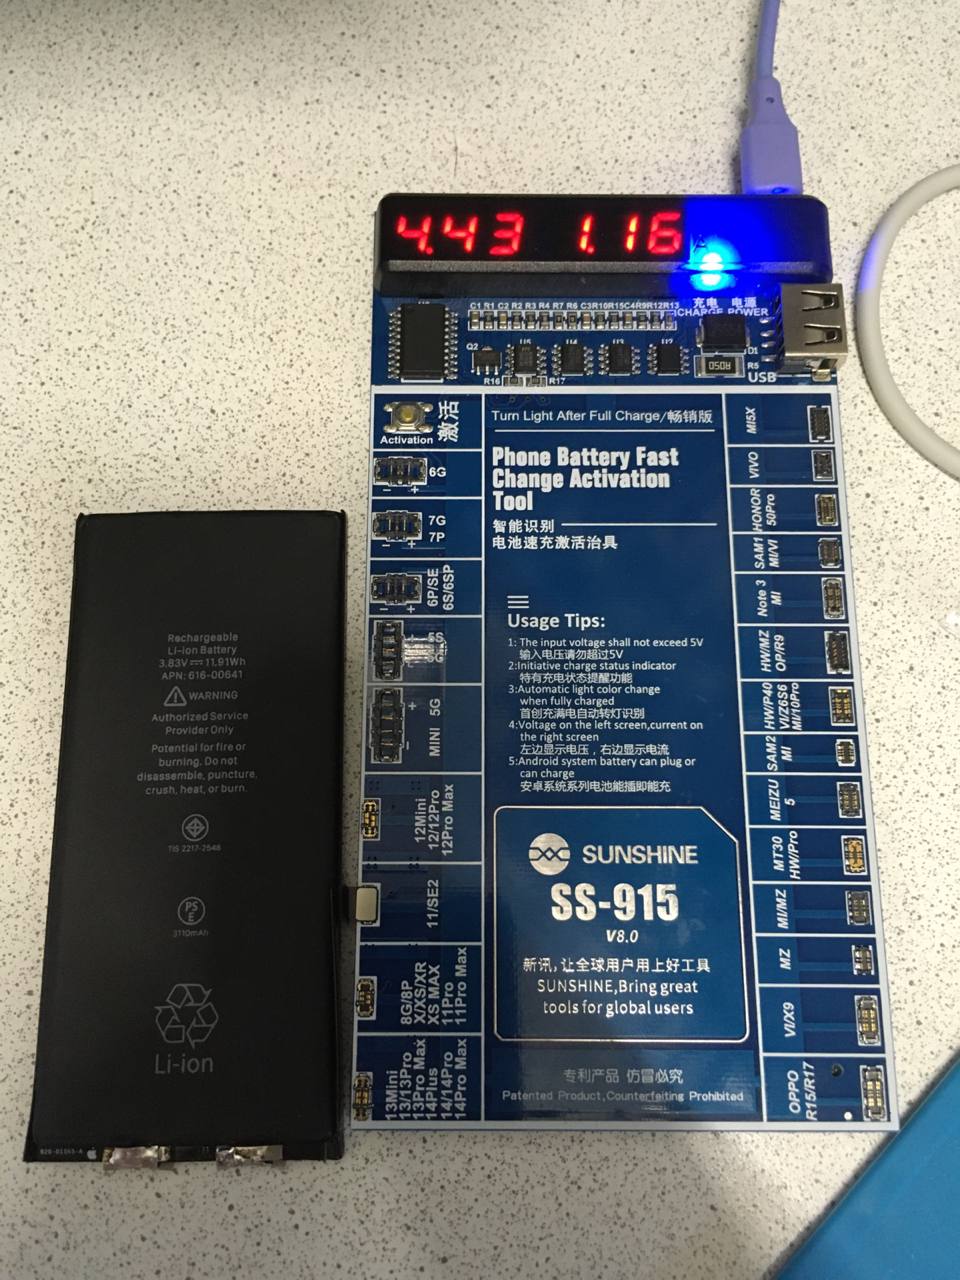 4.43 1.16 A
充电 电源
CHARGE POWER
C1 R1 C2 R2 R3 R4 R7 R6 C3R10R15C4R9R12R13
Q2
U5
U4
U3
U2
D1
R050
R5
R16
R17
USB
Activation
激活
6G
- +
7G
7P
- +
6P/SE
6S/6SP
- +
5S
+
MINI 5G
+
-
12Mini
12/12Pro
12Pro Max
11/SE2
8G/8P
X/XS/XR
XS MAX
11Pro
11Pro Max
13Mini
13/13Pro
13Pro Max
14Plus
14/14Pro
14Pro Max
Turn Light After Full Charge/畅销版
Phone Battery Fast
Change Activation
Tool
智能识别
电池速充激活治具
Usage Tips:
1: The input voltage shall not exceed 5V
输入电压请勿超过5V
2:Initiative charge status indicator
特有充电状态提醒功能
3:Automatic light color change
when fully charged
首创充满电自动转灯识别
4:Voltage on the left screen,current on
the right screen
左边显示电压，右边显示电流
5:Android system battery can plug or
can charge
安卓系统系列电池能插即能充
SUNSHINE
SS-915
V8.0
新讯,让全球用户用上好工具
SUNSHINE,Bring great
tools for global users
专利产品 仿冒必究
Patented Product,Counterfeiting Prohibited
MI5X
VIVO
HONOR
50Pro
SAM1
MI/VI
Note 3
MI
HW/MZ
OP/R9
HW/P40
VI/Z6S6
MI/10Pro
SAM2
MI
MEIZU
5
MT30
HW/Pro
MI/MZ
MZ
VI/X9
OPPO
R15/R17
Rechargeable
Li-ion Battery
3.83V⎓11.91Wh
APN: 616-00641
WARNING
Authorized Service
Provider Only
Potential for fire or
burning. Do not
disassemble, puncture,
crush, heat, or burn.
TIS 2217-2548
PS
E
3110mAh
Li-ion